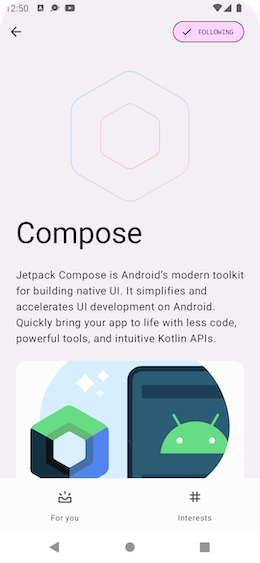 12:50
FOLLOWING
Compose
Jetpack Compose is Android's modern toolkit
for building native UI. It simplifies and
accelerates UI development on Android.
Quickly bring your app to life with less code,
powerful tools, and intuitive Kotlin APIs.
For you
Interests